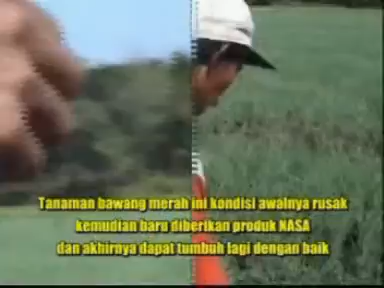 Tanaman bawang merah ini kondisi awalnya rusak
kemudian baru diberikan produk NASA
dan akhirnya dapat tumbuh lagi dengan baik